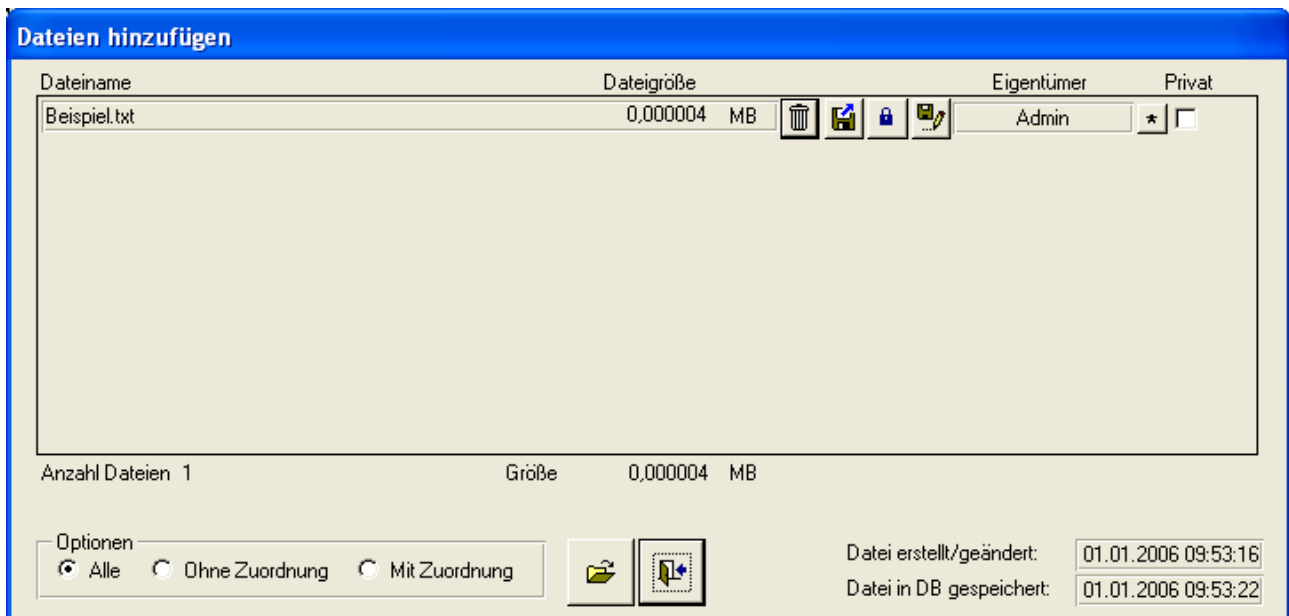 Dateien hinzufügen
Dateiname Dateigröße Eigentümer Privat
Beispiel.txt 0,000004 MB Admin *
Anzahl Dateien 1 Größe 0,000004 MB
Optionen
Alle Ohne Zuordnung Mit Zuordnung
Datei erstellt/geändert: 01.01.2006 09:53:16
Datei in DB gespeichert: 01.01.2006 09:53:22